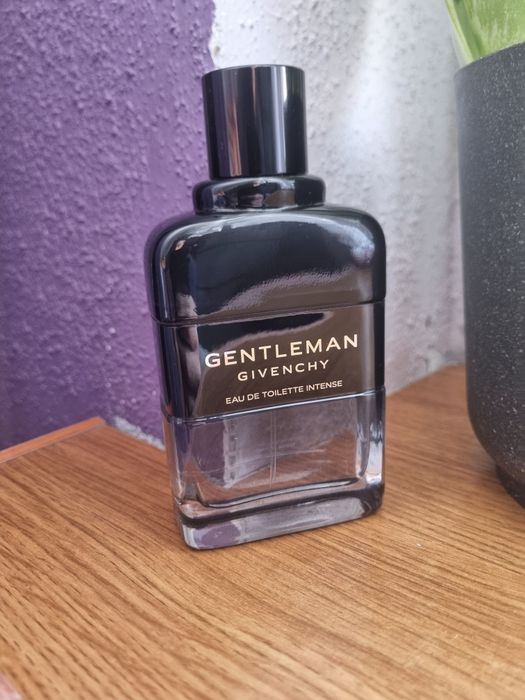 GENTLEMAN
GIVENCHY
EAU DE TOILETTE INTENSE